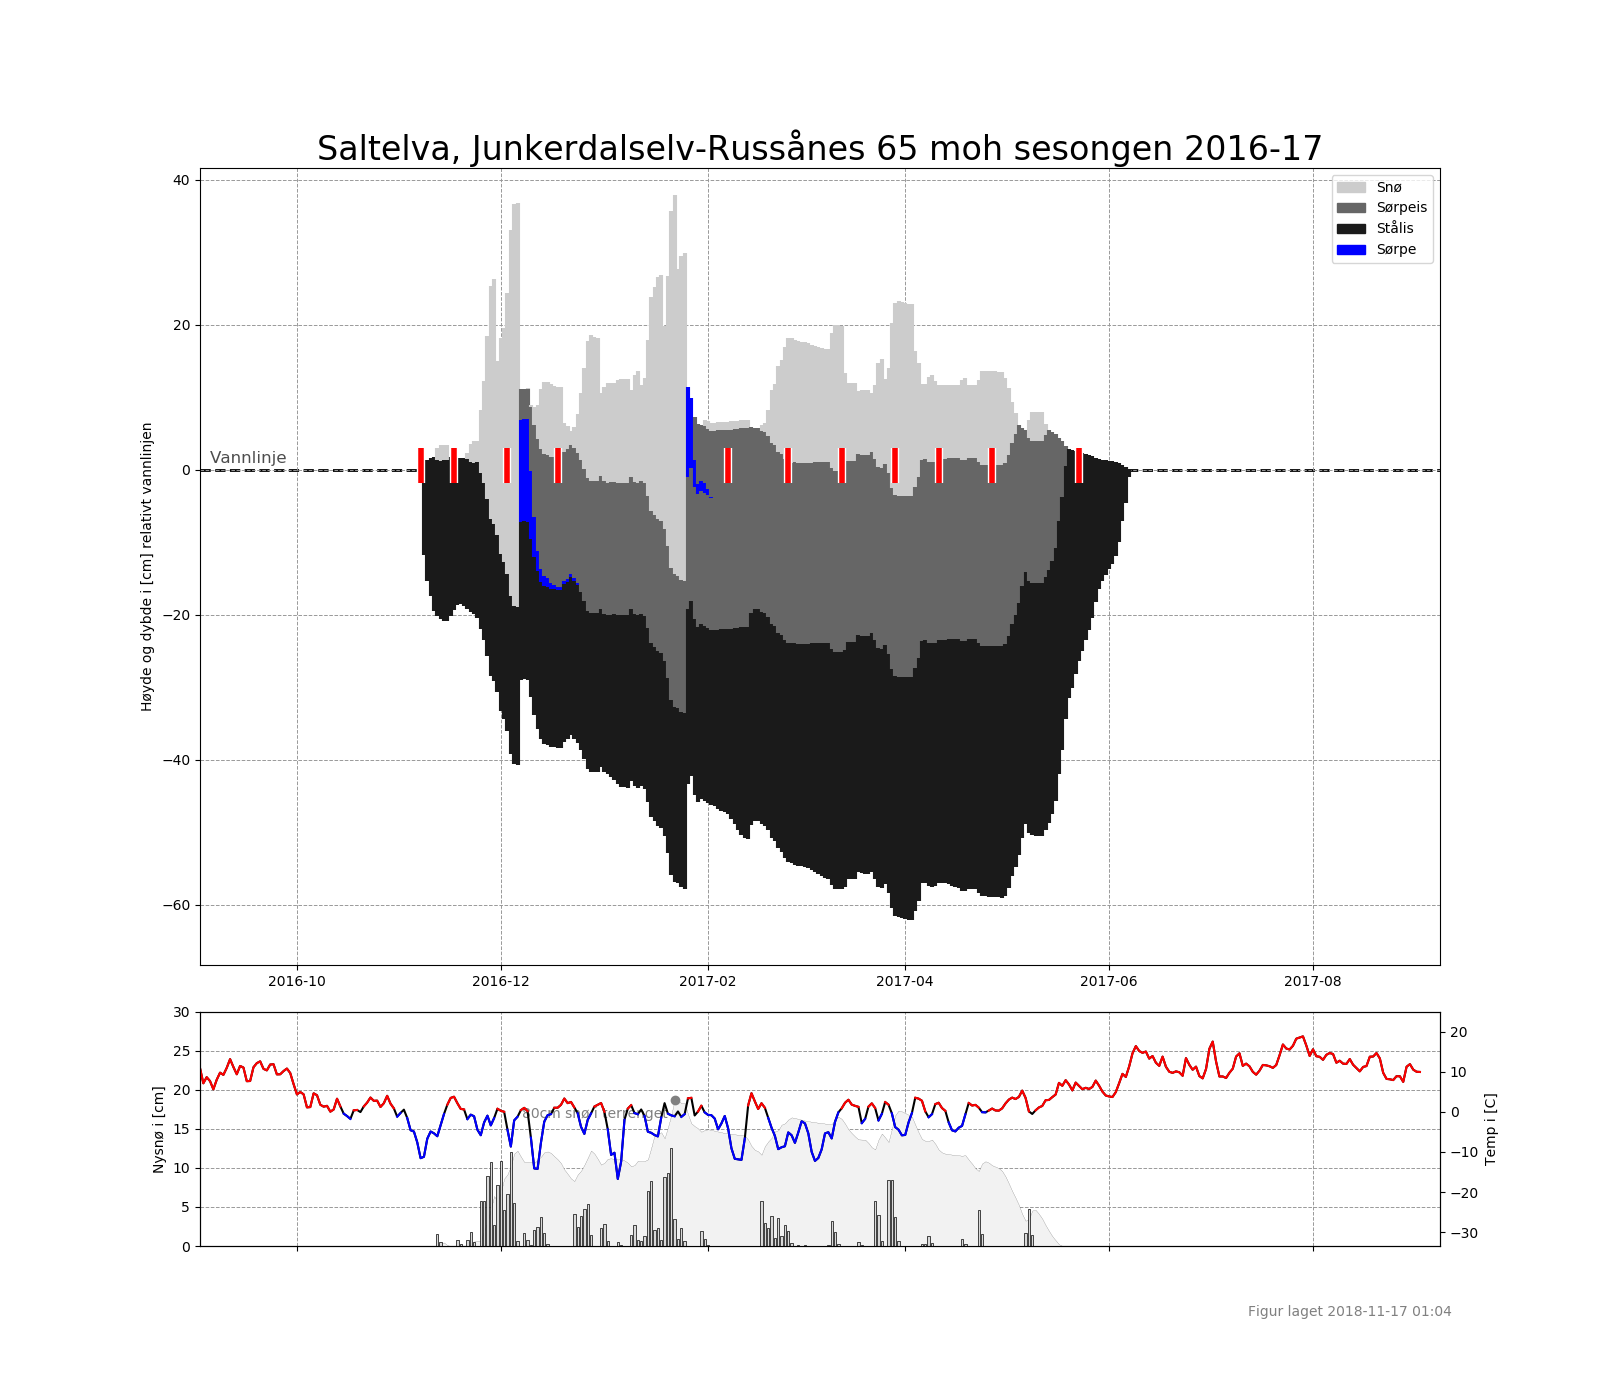 Saltelva, Junkerdalselv-Russånes 65 moh sesongen 2016-17
Høyde og dybde i [cm] relativt vannlinjen
40
20
0
−20
−40
−60
Vannlinje
Snø
Sørpeis
Stålis
Sørpe
2016-10 2016-12 2017-02 2017-04 2017-06 2017-08
Nysnø i [cm]
30
25
20
15
10
5
0
80cm snø i terrenget
20
10
0
−10
−20
−30
Temp i [C]
Figur laget 2018-11-17 01:04